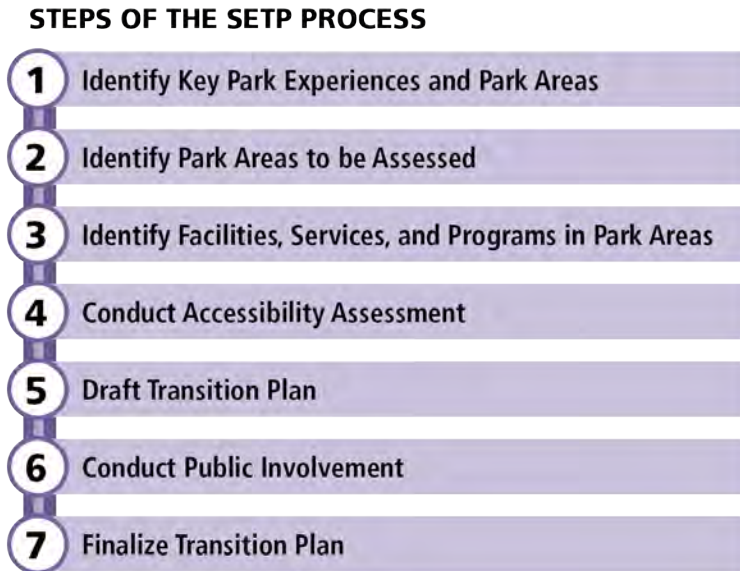 STEPS OF THE SETP PROCESS
1 Identify Key Park Experiences and Park Areas
2 Identify Park Areas to be Assessed
3 Identify Facilities, Services, and Programs in Park Areas
4 Conduct Accessibility Assessment
5 Draft Transition Plan
6 Conduct Public Involvement
7 Finalize Transition Plan